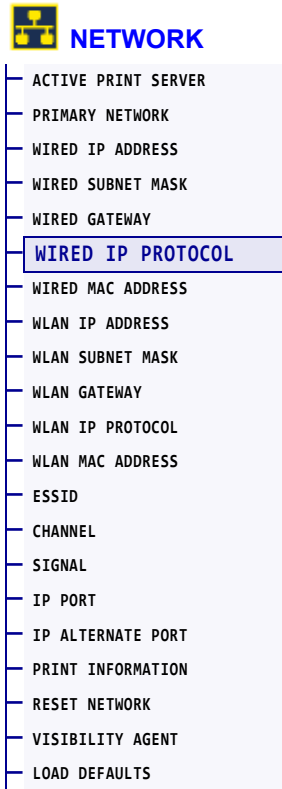 NETWORK
ACTIVE PRINT SERVER
PRIMARY NETWORK
WIRED IP ADDRESS
WIRED SUBNET MASK
WIRED GATEWAY
WIRED IP PROTOCOL
WIRED MAC ADDRESS
WLAN IP ADDRESS
WLAN SUBNET MASK
WLAN GATEWAY
WLAN IP PROTOCOL
WLAN MAC ADDRESS
ESSID
CHANNEL
SIGNAL
IP PORT
IP ALTERNATE PORT
PRINT INFORMATION
RESET NETWORK
VISIBILITY AGENT
LOAD DEFAULTS